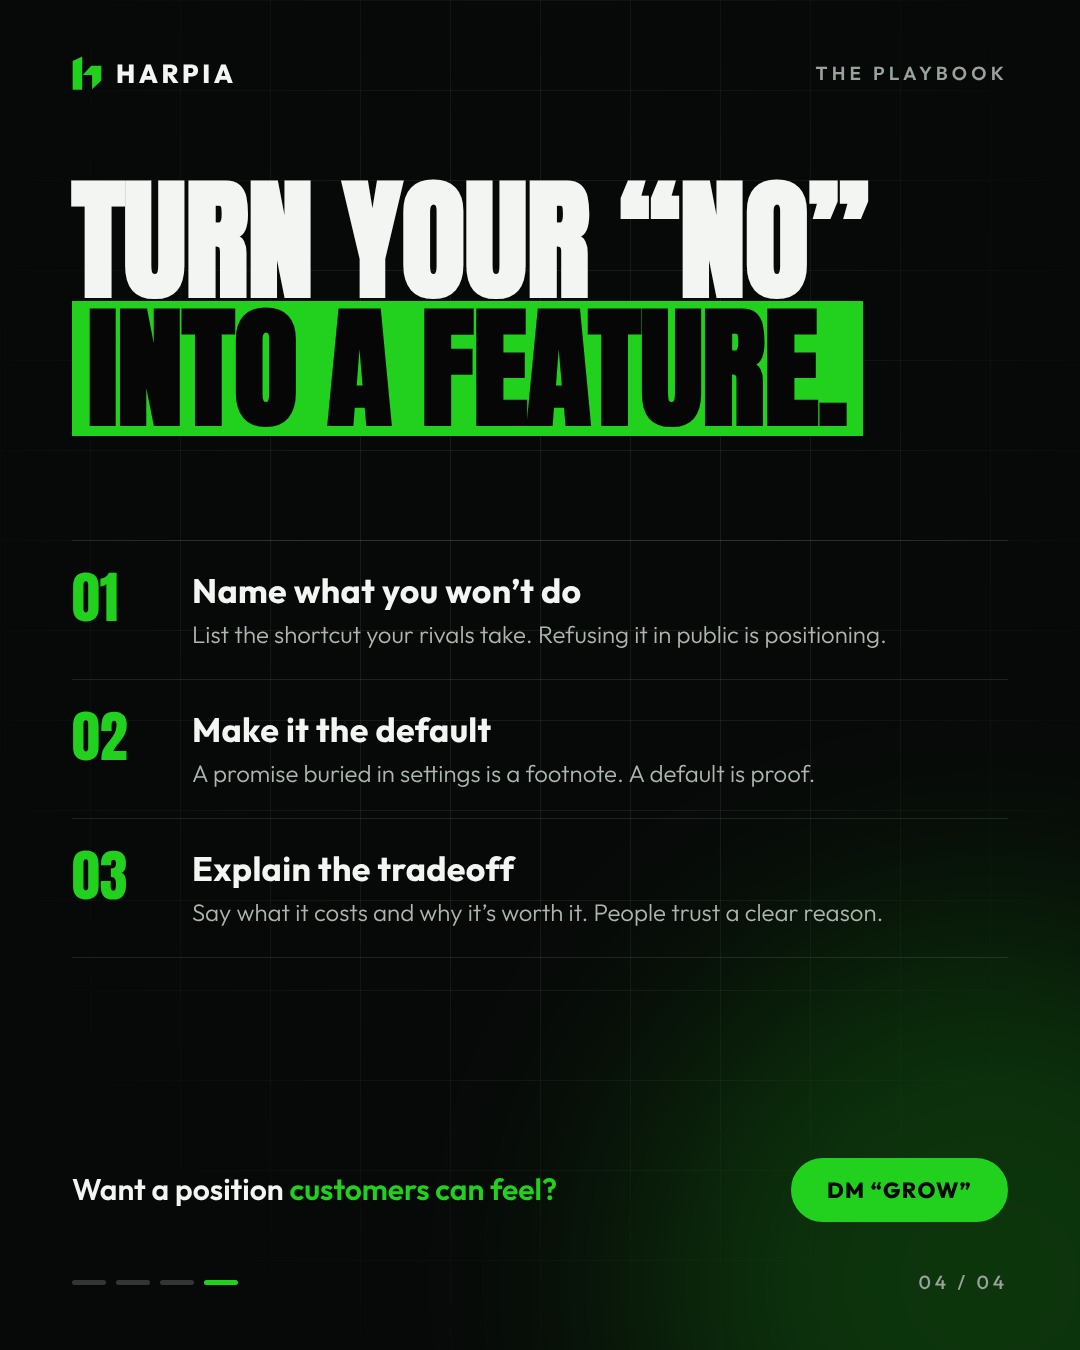 HARPIA
THE PLAYBOOK
TURN YOUR “NO”
INTO A FEATURE.
01
Name what you won’t do
List the shortcut your rivals take. Refusing it in public is positioning.
02
Make it the default
A promise buried in settings is a footnote. A default is proof.
03
Explain the tradeoff
Say what it costs and why it’s worth it. People trust a clear reason.
Want a position customers can feel?
DM “GROW”
04 / 04